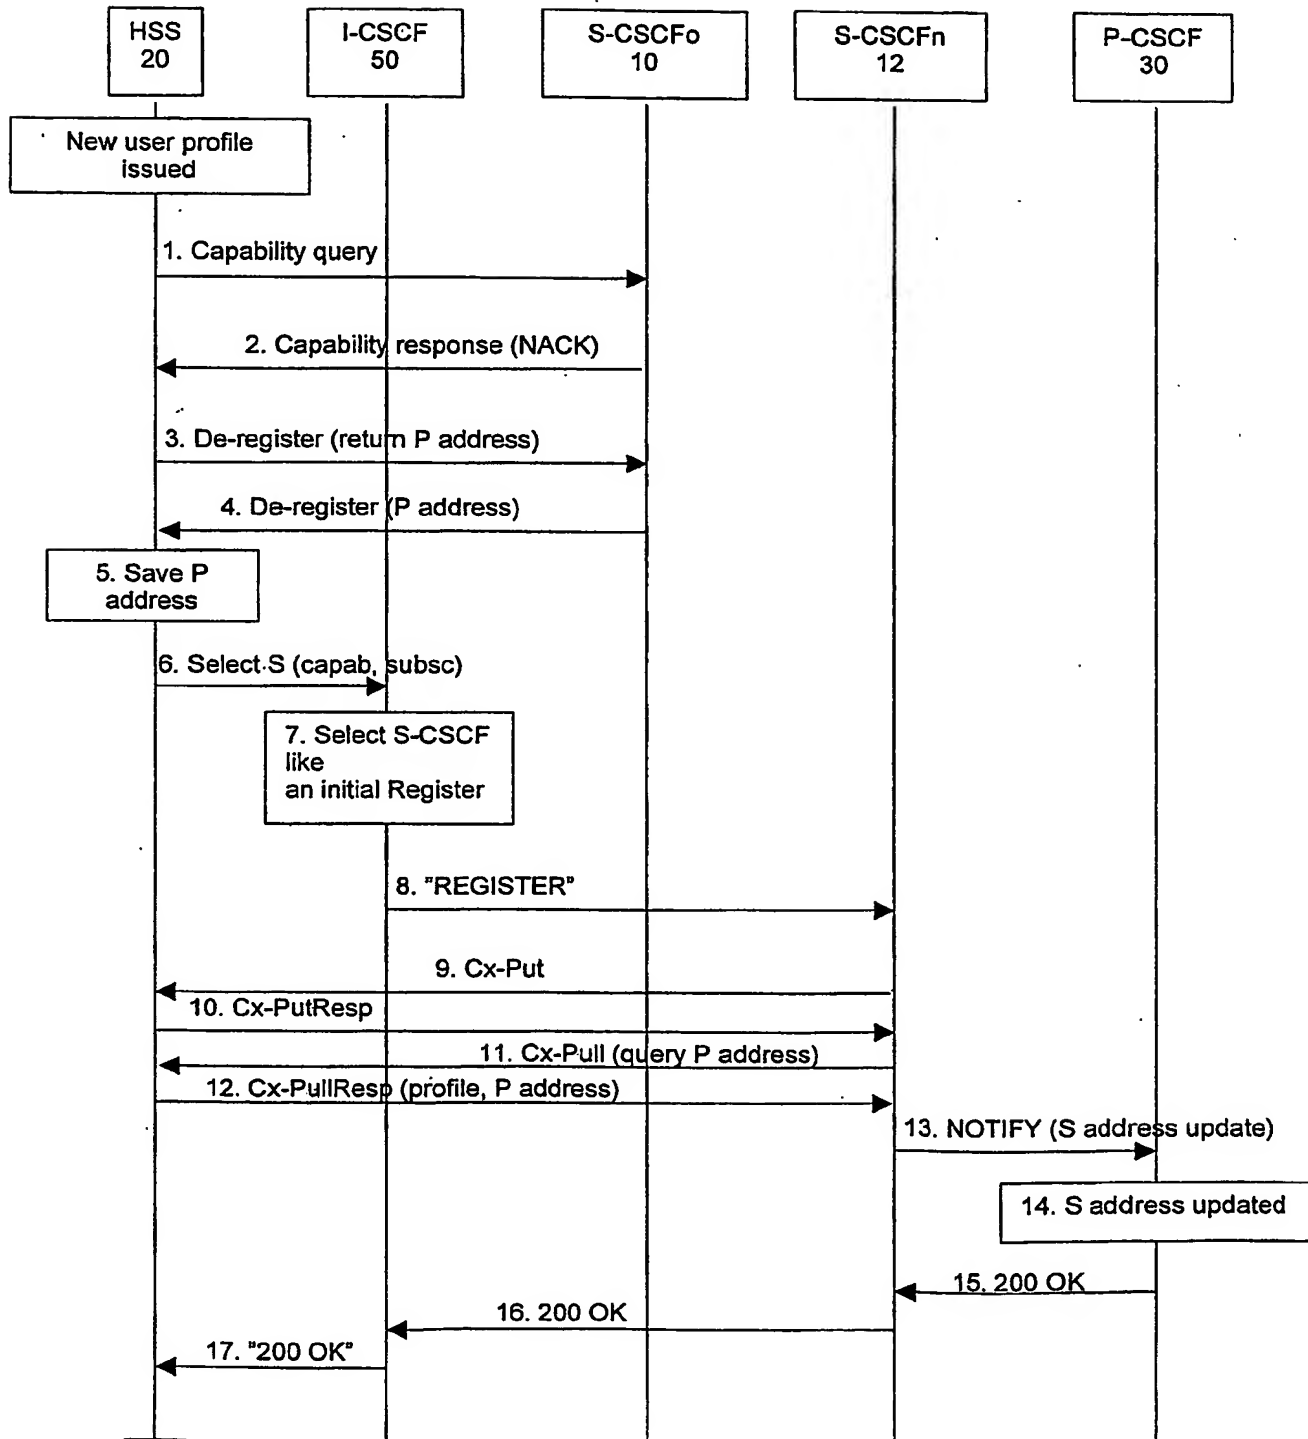 HSS
20
I-CSCF
50
S-CSCFo
10
S-CSCFn
12
P-CSCF
30
New user profile
issued
1. Capability query
2. Capability response (NACK)
3. De-register (return P address)
4. De-register (P address)
5. Save P
address
6. Select S (capab, subsc)
7. Select S-CSCF
like
an initial Register
8. "REGISTER"
9. Cx-Put
10. Cx-PutResp
11. Cx-Pull (query P address)
12. Cx-PullResp (profile, P address)
13. NOTIFY (S address update)
14. S address updated
15. 200 OK
16. 200 OK
17. "200 OK"